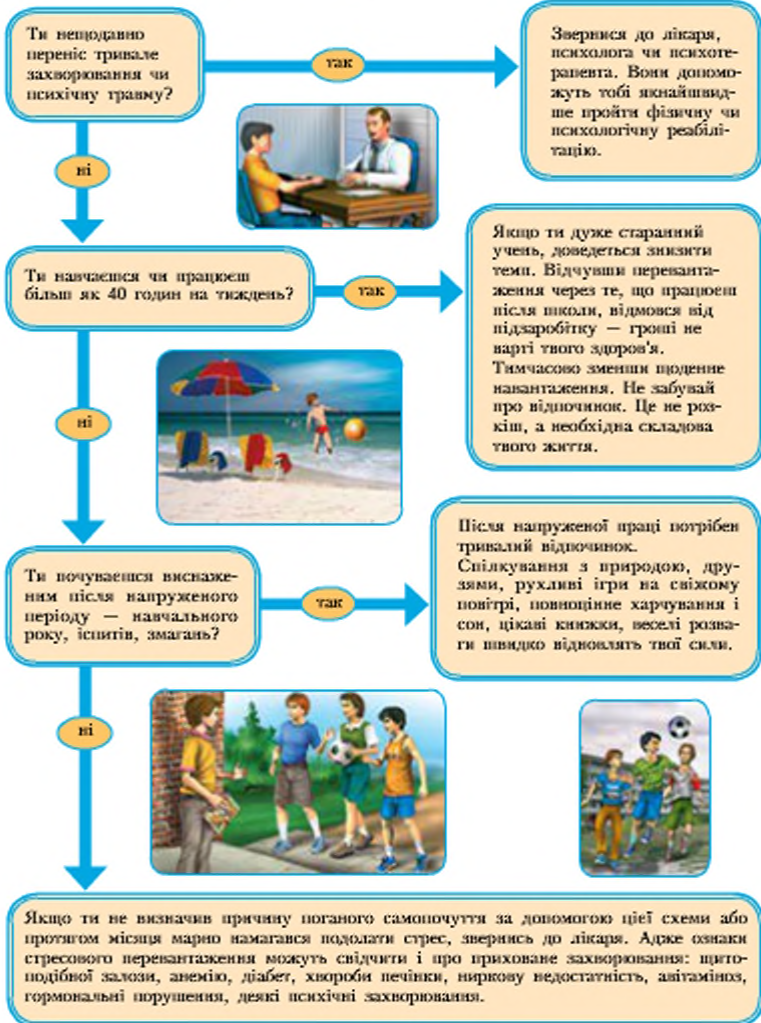 Ти нещодавно
переніс тривале
захворювання чи
психічну травму?
так
Звернися до лікаря,
психолога чи психоте-
рапевта. Вони допомо-
жуть тобі якнайшвид-
ше пройти фізичну чи
психологічну реабілі-
тацію.
ні
Ти навчаєшся чи працюєш
більш як 40 годин на тиждень?
так
Якщо ти дуже старанний
учень, доведеться знизити
темп. Відчувши переванта-
ження через те, що працюєш
після школи, відмовся від
підзаробітку — гроші не
варті твого здоров'я.
Тимчасово зменши щоденне
навантаження. Не забувай
про відпочинок. Це не роз-
кіш, а необхідна складова
твого життя.
ні
Ти почуваєшся виснаже-
ним після напруженого
періоду — навчального
року, іспитів, змагань?
так
Після напруженої праці потрібен
тривалий відпочинок.
Спілкування з природою, дру-
зями, рухливі ігри на свіжому
повітрі, повноцінне харчування і
сон, цікаві книжки, веселі розва-
ги швидко відновлять твої сили.
ні
Якщо ти не визначив причину поганого самопочуття за допомогою цієї схеми або
протягом місяця марно намагався подолати стрес, звернись до лікаря. Адже ознаки
стресового перевантаження можуть свідчити і про приховане захворювання: щито-
подібної залози, анемію, діабет, хвороби печінки, ниркову недостатність, авітаміноз,
гормональні порушення, деякі психічні захворювання.